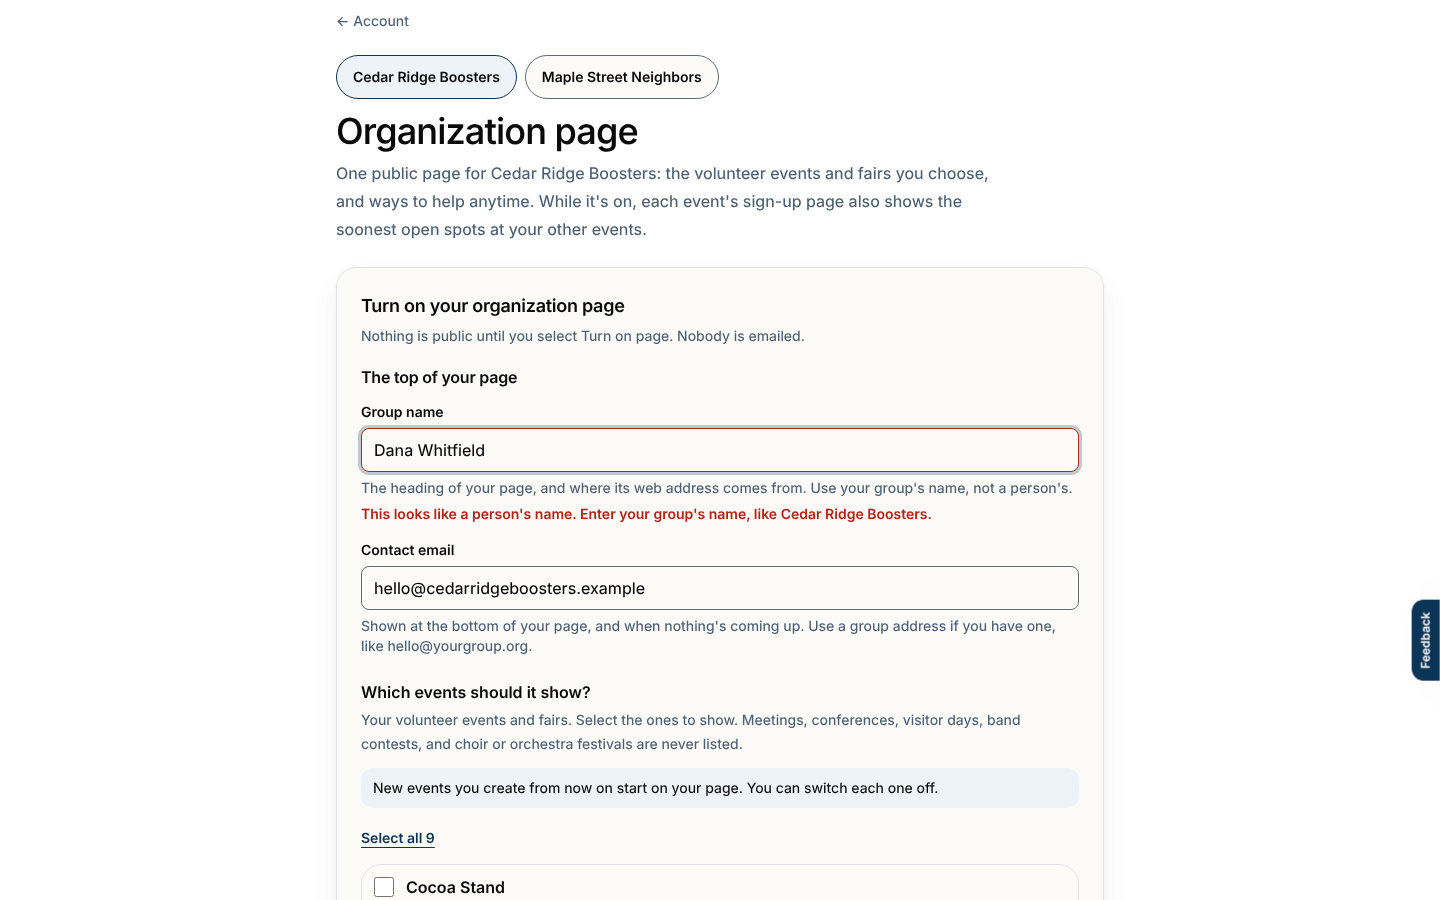 ← Account
Cedar Ridge Boosters
Maple Street Neighbors
Organization page
One public page for Cedar Ridge Boosters: the volunteer events and fairs you choose,
and ways to help anytime. While it's on, each event's sign-up page also shows the
soonest open spots at your other events.
Turn on your organization page
Nothing is public until you select Turn on page. Nobody is emailed.
The top of your page
Group name
Dana Whitfield
The heading of your page, and where its web address comes from. Use your group's name, not a person's.
This looks like a person's name. Enter your group's name, like Cedar Ridge Boosters.
Contact email
hello@cedarridgeboosters.example
Shown at the bottom of your page, and when nothing's coming up. Use a group address if you have one,
like hello@yourgroup.org.
Which events should it show?
Your volunteer events and fairs. Select the ones to show. Meetings, conferences, visitor days, band
contests, and choir or orchestra festivals are never listed.
New events you create from now on start on your page. You can switch each one off.
Select all 9
Cocoa Stand
Feedback